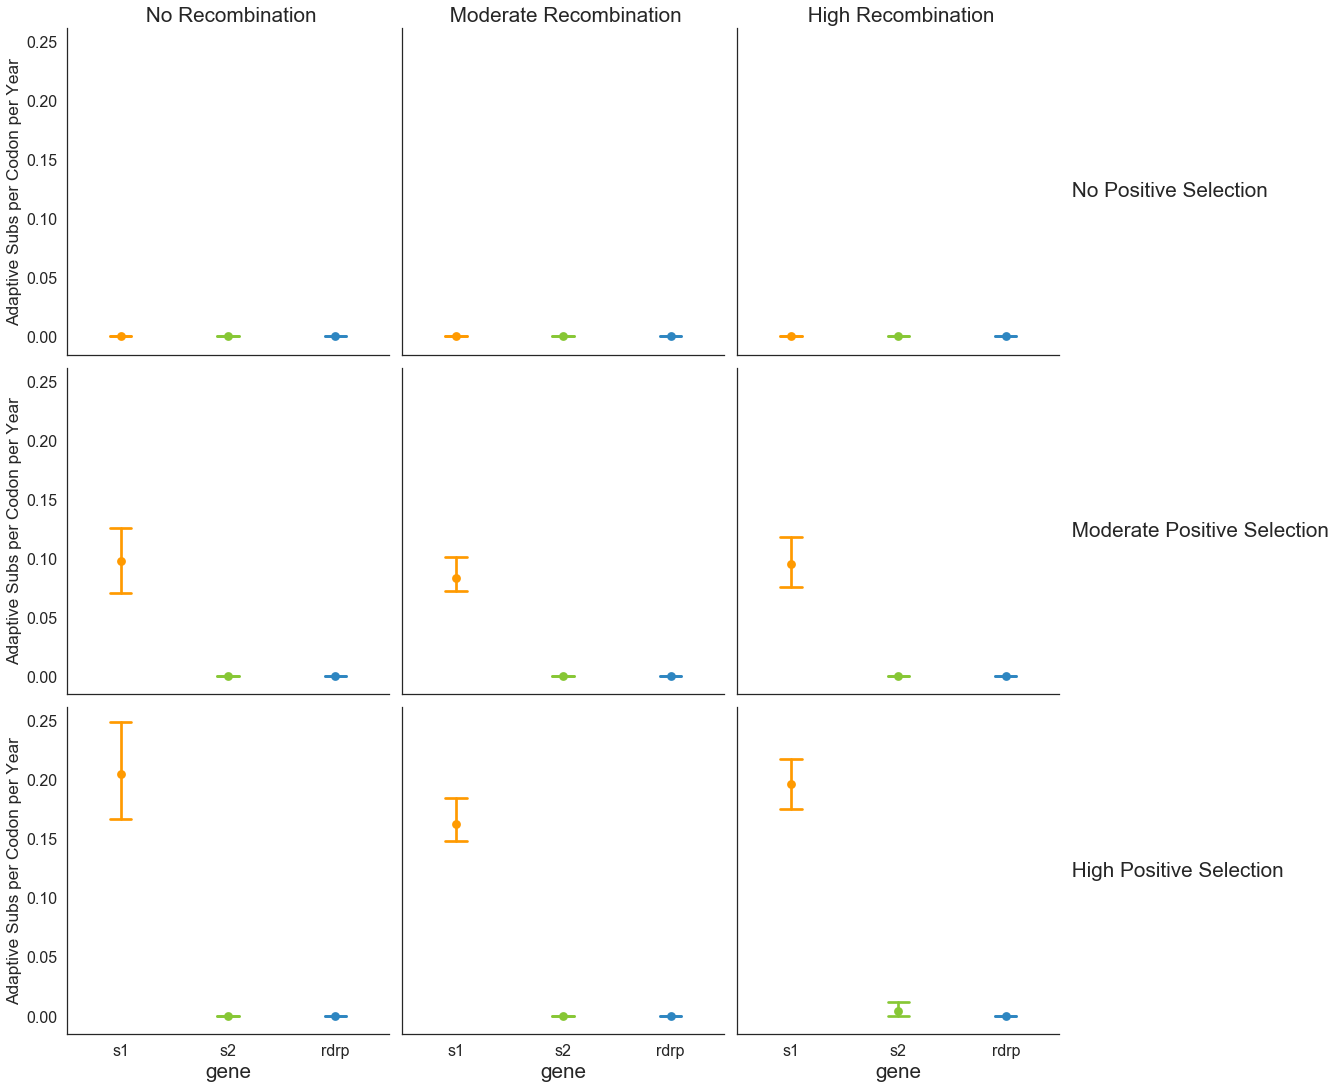 No Recombination
Moderate Recombination
High Recombination
Adaptive Subs per Codon per Year
0.25
0.20
0.15
0.10
0.05
0.00
No Positive Selection
Adaptive Subs per Codon per Year
0.25
0.20
0.15
0.10
0.05
0.00
Moderate Positive Selection
Adaptive Subs per Codon per Year
0.25
0.20
0.15
0.10
0.05
0.00
High Positive Selection
s1 s2 rdrp
gene
s1 s2 rdrp
gene
s1 s2 rdrp
gene